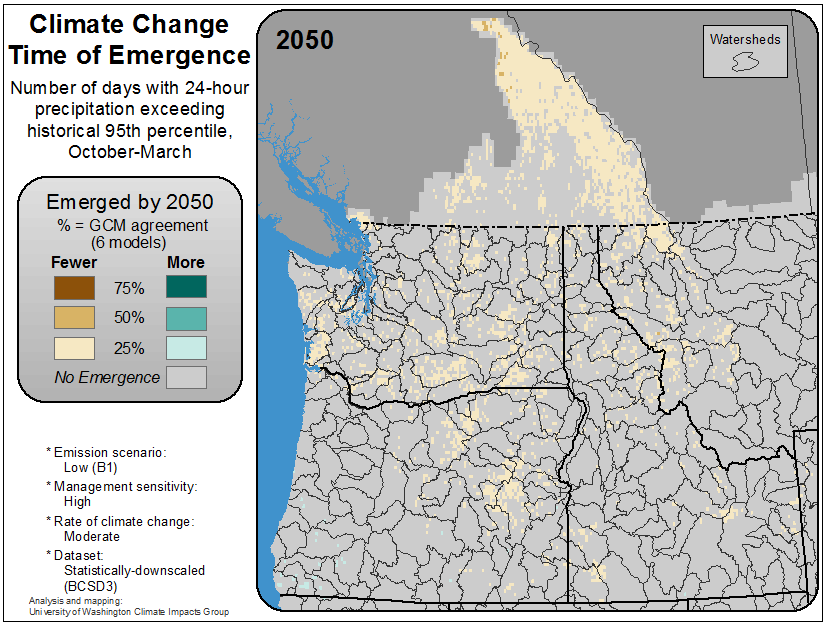 Climate Change
Time of Emergence
Number of days with 24-hour
precipitation exceeding
historical 95th percentile,
October-March
Emerged by 2050
% = GCM agreement
(6 models)
Fewer More
75%
50%
25%
No Emergence
* Emission scenario:
Low (B1)
* Management sensitivity:
High
* Rate of climate change:
Moderate
* Dataset:
Statistically-downscaled
(BCSD3)
Analysis and mapping:
University of Washington Climate Impacts Group
2050
Watersheds